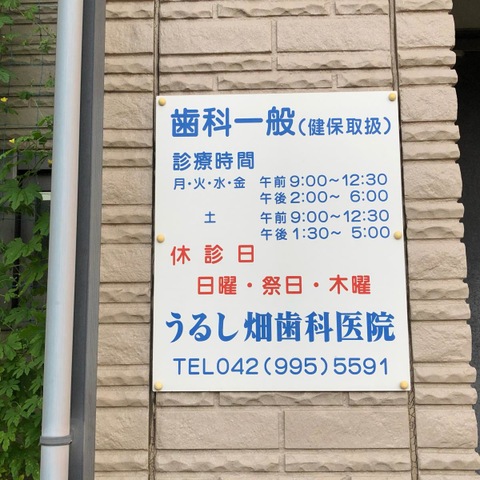 歯科一般(健保取扱)
診療時間
月・火・水・金 午前 9:00～12:30
午後 2:00～ 6:00
土 午前 9:00～12:30
午後 1:30～ 5:00
休診日
日曜・祭日・木曜
うるし畑歯科医院
TEL042(995)5591